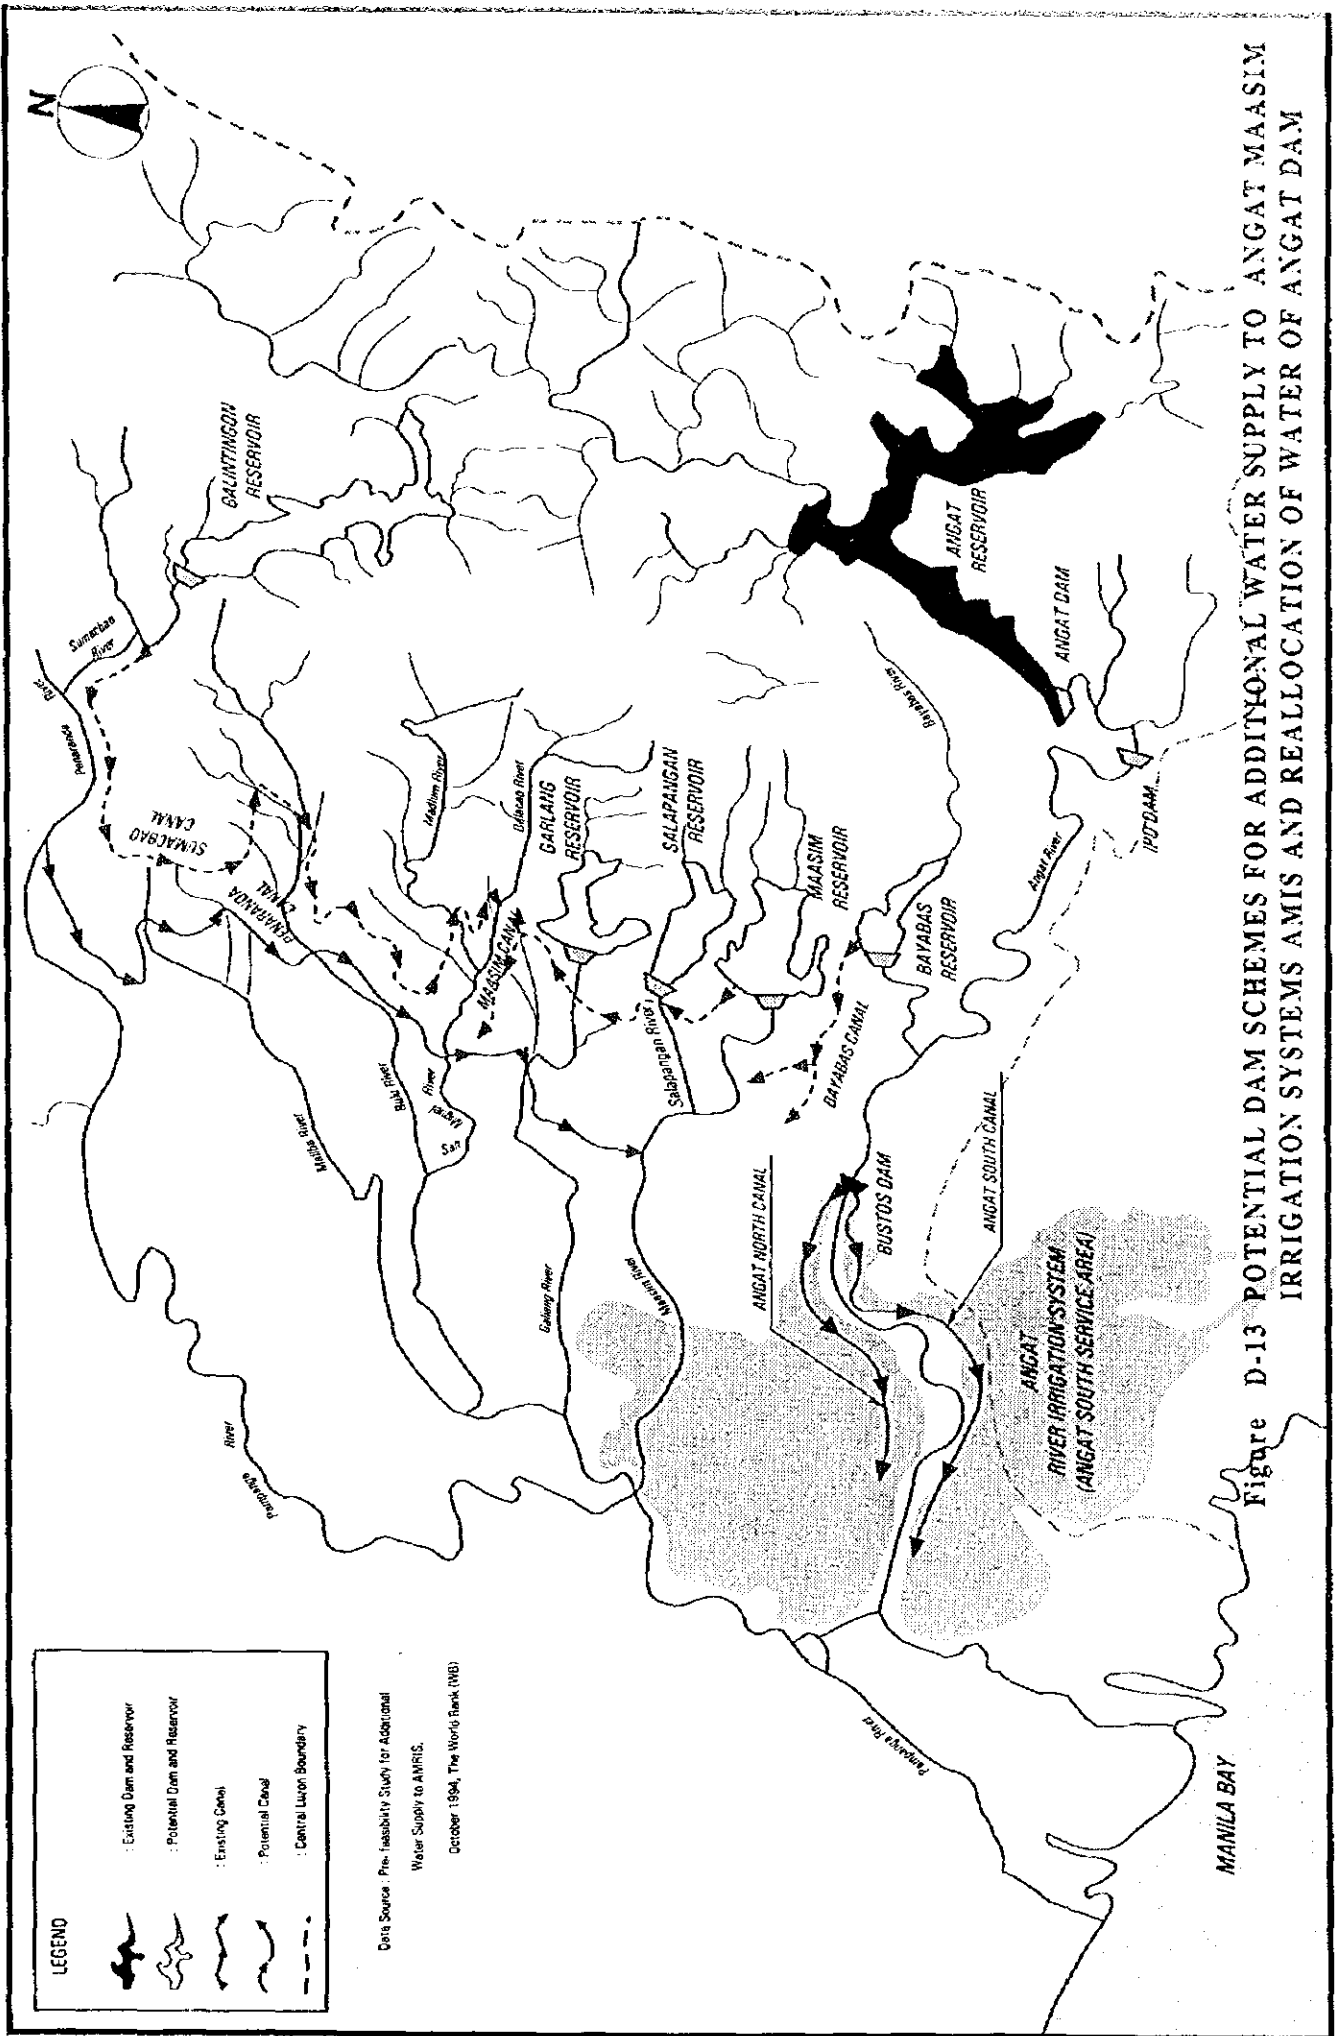 N
LEGEND
: Existing Dam and Reservoir
: Potential Dam and Reservoir
: Existing Canal
: Potential Canal
: Central Luzon Boundary
Data Source : Pre-feasibility Study for Additional
Water Supply to AMRIS.
October 1994, The World Bank (WB)
Penaranda
River
Sumacbao
River
BALINTINGON
RESERVOIR
SUMACBAO
CANAL
PENARANDA
CANAL
Madlum River
Balacao River
GARLANG
RESERVOIR
SALAPANGAN
RESERVOIR
MAASIM
RESERVOIR
MAASIM CANAL
Bayabas River
BAYABAS
RESERVOIR
ANGAT
RESERVOIR
ANGAT DAM
IPO DAM
Angat River
Salapangan River
BAYABAS CANAL
Maliba River
Bulu River
San
Miguel
River
Galiang River
Maasim River
ANGAT NORTH CANAL
BUSTOS DAM
ANGAT SOUTH CANAL
ANGAT
RIVER IRRIGATION SYSTEM
(ANGAT SOUTH SERVICE AREA)
Pampanga
River
Pampanga River
MANILA BAY
Figure D-13 POTENTIAL DAM SCHEMES FOR ADDITIONAL WATER SUPPLY TO ANGAT MAASIM
IRRIGATION SYSTEMS AMIS AND REALLOCATION OF WATER OF ANGAT DAM